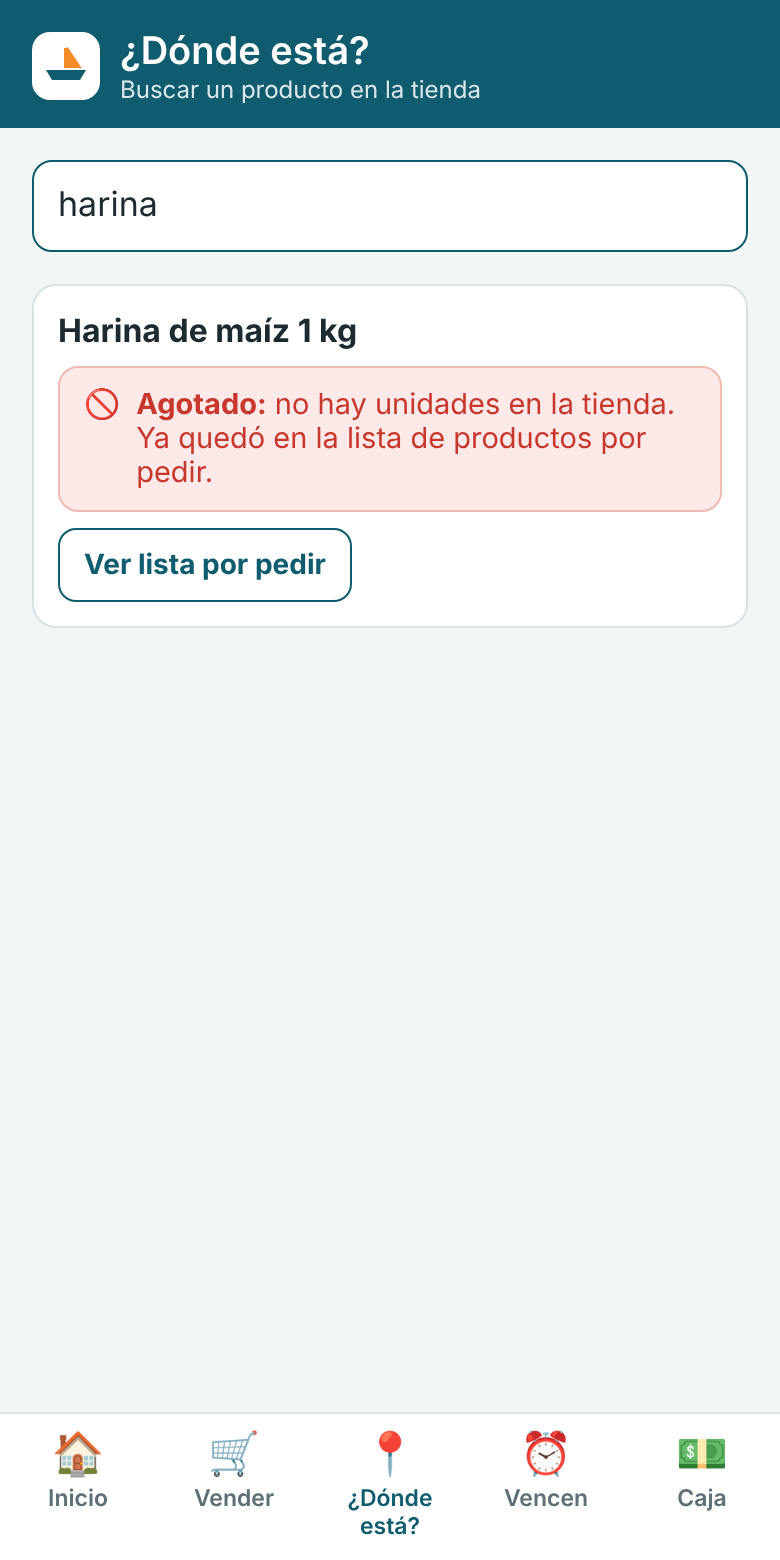 ¿Dónde está?
Buscar un producto en la tienda
harina
Harina de maíz 1 kg
Agotado: no hay unidades en la tienda.
Ya quedó en la lista de productos por
pedir.
Ver lista por pedir
Inicio
Vender
¿Dónde
está?
Vencen
Caja